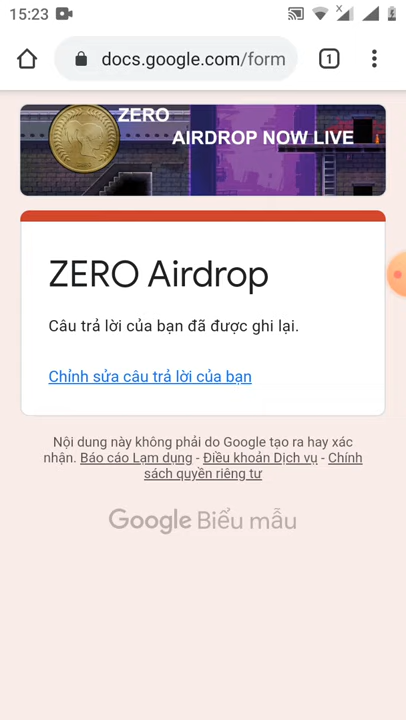 15:23
docs.google.com/form
1
ZERO
AIRDROP NOW LIVE
ZERO Airdrop
Câu trả lời của bạn đã được ghi lại.
Chỉnh sửa câu trả lời của bạn
Nội dung này không phải do Google tạo ra hay xác
nhận. Báo cáo Lạm dụng - Điều khoản Dịch vụ - Chính
sách quyền riêng tư
Google Biểu mẫu